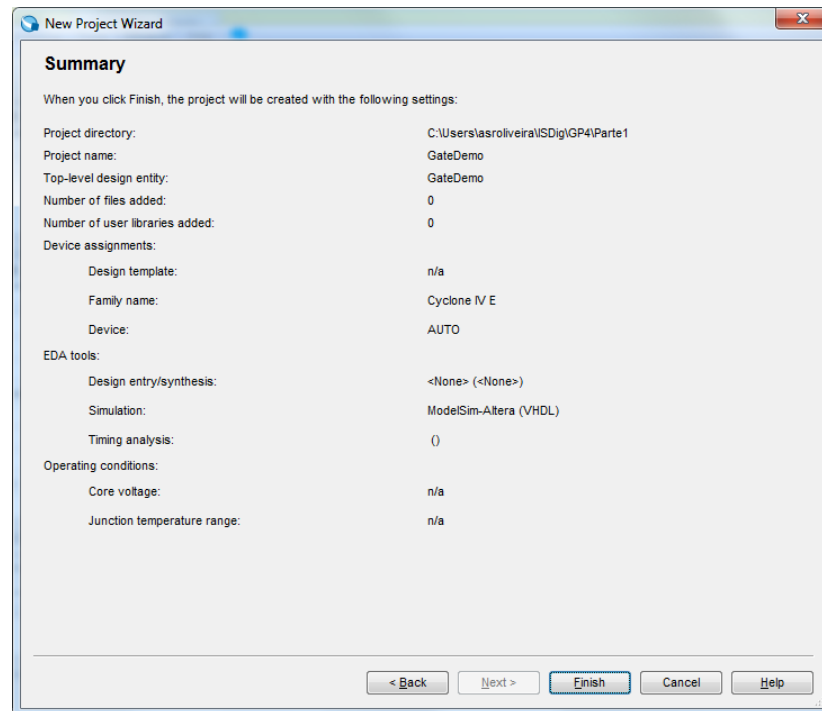 New Project Wizard
Summary
When you click Finish, the project will be created with the following settings:
Project directory: C:\Users\asroliveira\ISDig\GP4\Parte1
Project name: GateDemo
Top-level design entity: GateDemo
Number of files added: 0
Number of user libraries added: 0
Device assignments:
Design template: n/a
Family name: Cyclone IV E
Device: AUTO
EDA tools:
Design entry/synthesis: <None> (<None>)
Simulation: ModelSim-Altera (VHDL)
Timing analysis: ()
Operating conditions:
Core voltage: n/a
Junction temperature range: n/a
< Back Next > Finish Cancel Help